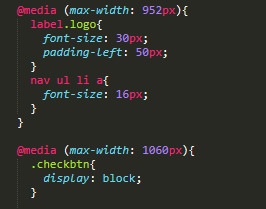 @media (max-width: 952px){
label.logo{
font-size: 30px;
padding-left: 50px;
}
nav ul li a{
font-size: 16px;
}
}
@media (max-width: 1060px){
.checkbtn{
display: block;
}